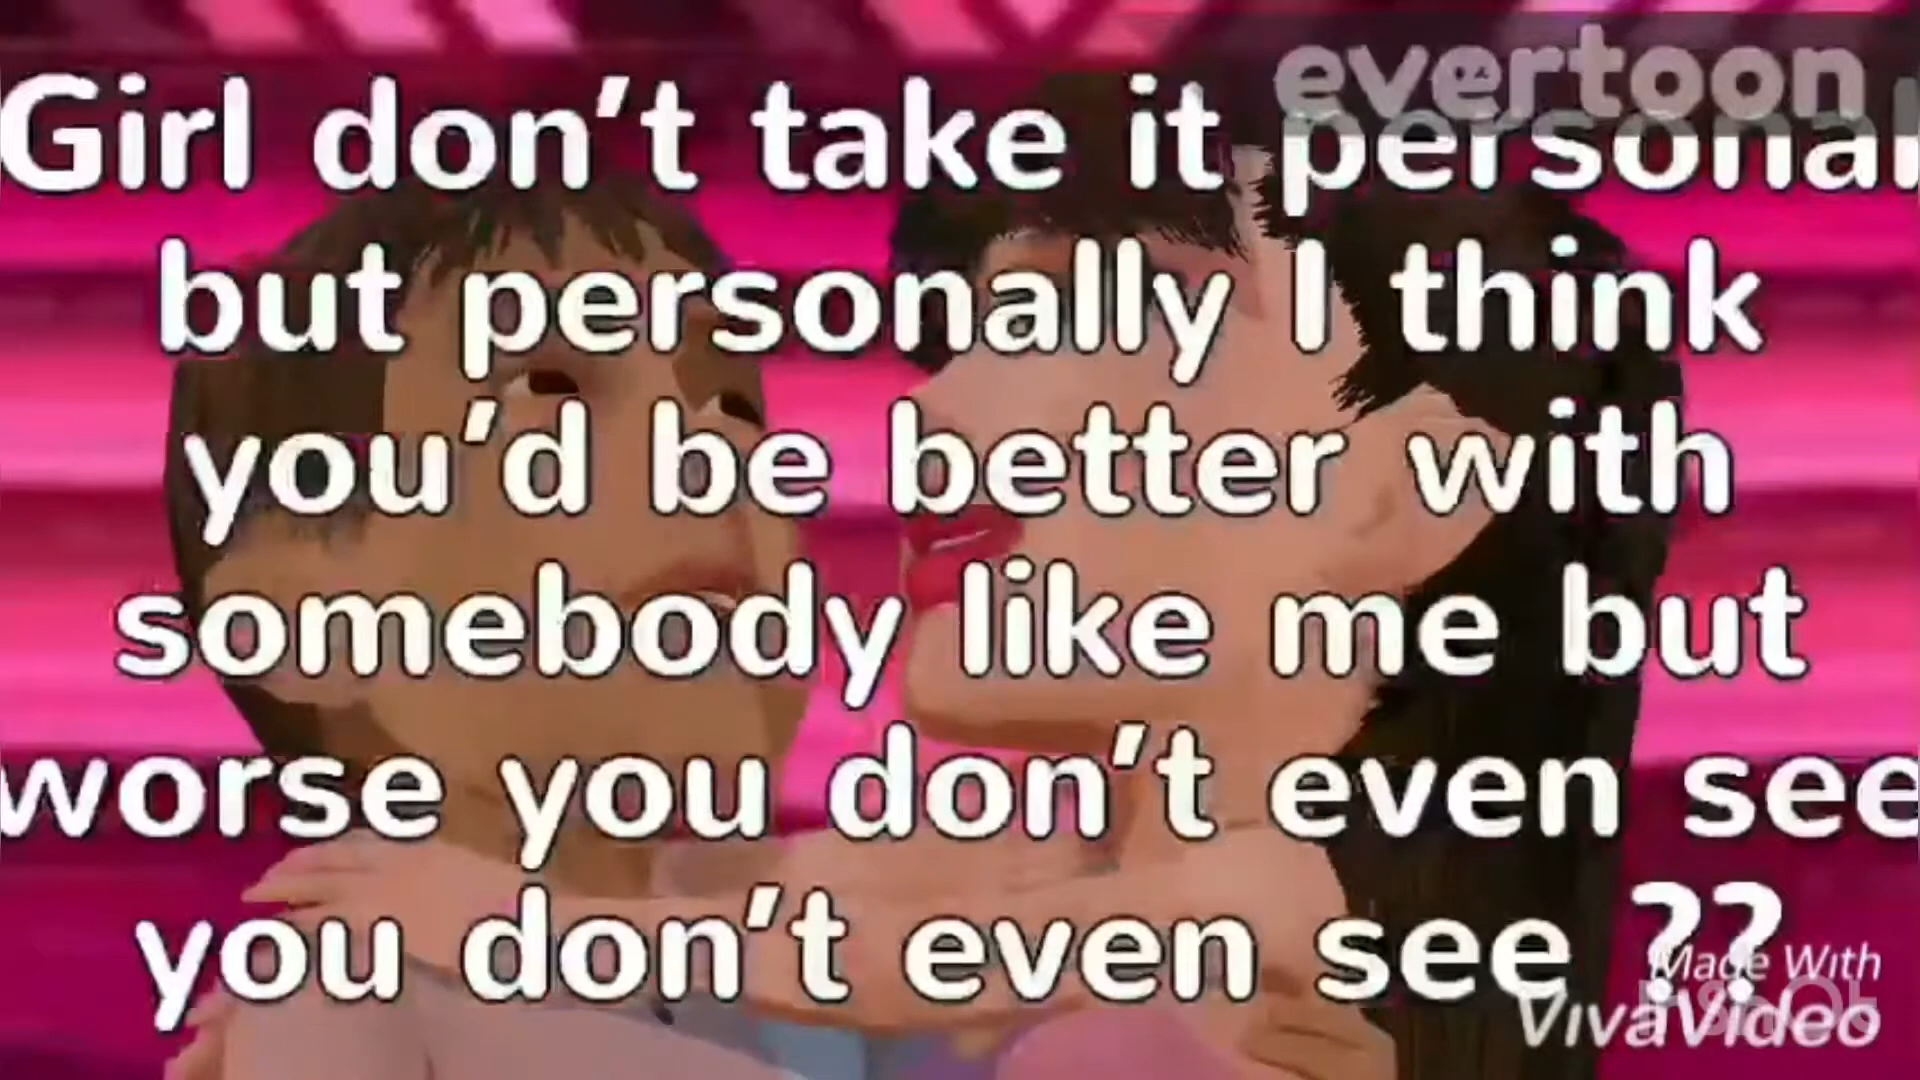 evertoon
Girl don't take it personal
but personally I think
you'd be better with
somebody like me but
worse you don't even see
you don't even see ??
Made With
VivaVideo